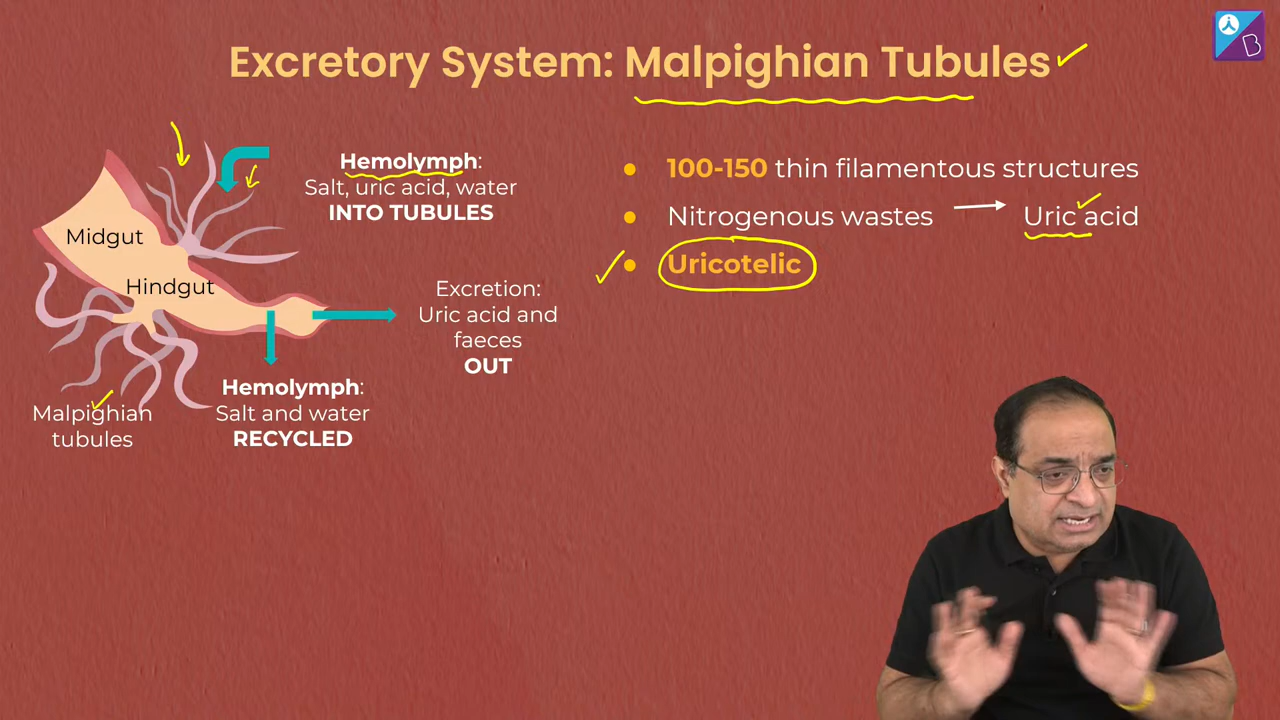 Excretory System: Malpighian Tubules
Hemolymph:
Salt, uric acid, water
INTO TUBULES
Midgut
Hindgut
Excretion:
Uric acid and
faeces
OUT
Malpighian
tubules
Hemolymph:
Salt and water
RECYCLED
100-150 thin filamentous structures
Nitrogenous wastes → Uric acid
Uricotelic
B